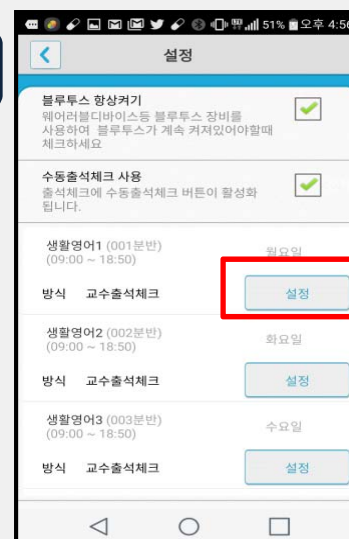 51% 오후 4:56
설정
블루투스 항상켜기
웨어러블디바이스등 블루투스 장비를
사용하여 블루투스가 계속 켜져있어야할때
체크하세요
수동출석체크 사용
출석체크에 수동출석체크 버튼이 활성화
됩니다.
생활영어1 (001분반) 월요일
(09:00 ~ 18:50)
방식 교수출석체크 설정
생활영어2 (002분반) 화요일
(09:00 ~ 18:50)
방식 교수출석체크 설정
생활영어3 (003분반) 수요일
(09:00 ~ 18:50)
방식 교수출석체크 설정